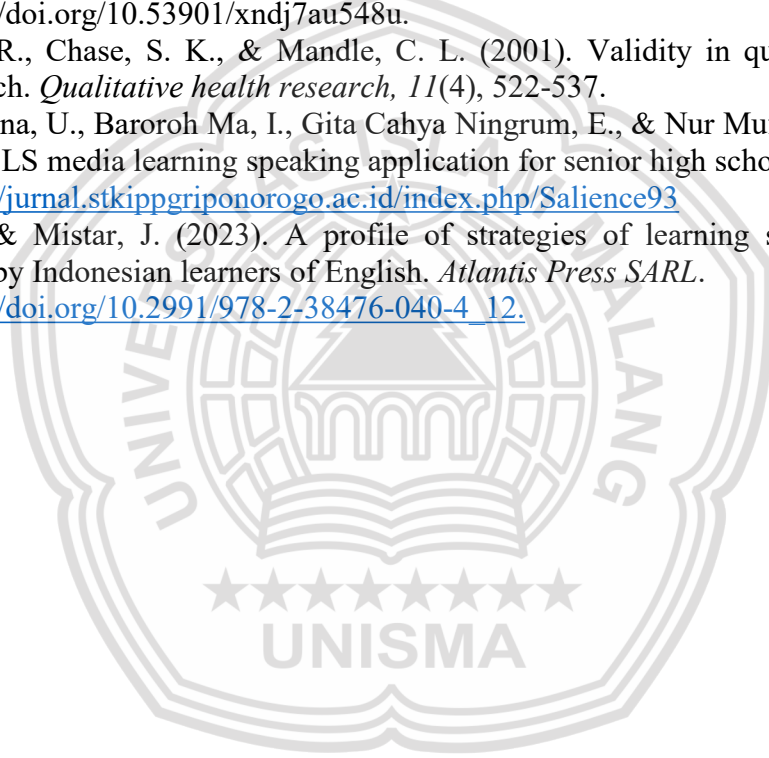 /doi.org/10.53901/xndj7au548u.
R., Chase, S. K., & Mandle, C. L. (2001). Validity in qu
ch. Qualitative health research, 11(4), 522-537.
na, U., Baroroh Ma, I., Gita Cahya Ningrum, E., & Nur Mu
LS media learning speaking application for senior high scho
/jurnal.stkippgriponorogo.ac.id/index.php/Salience93
& Mistar, J. (2023). A profile of strategies of learning s
by Indonesian learners of English. Atlantis Press SARL.
/doi.org/10.2991/978-2-38476-040-4_12.
UNIVERSITAS ISLAM MALANG
UNISMA